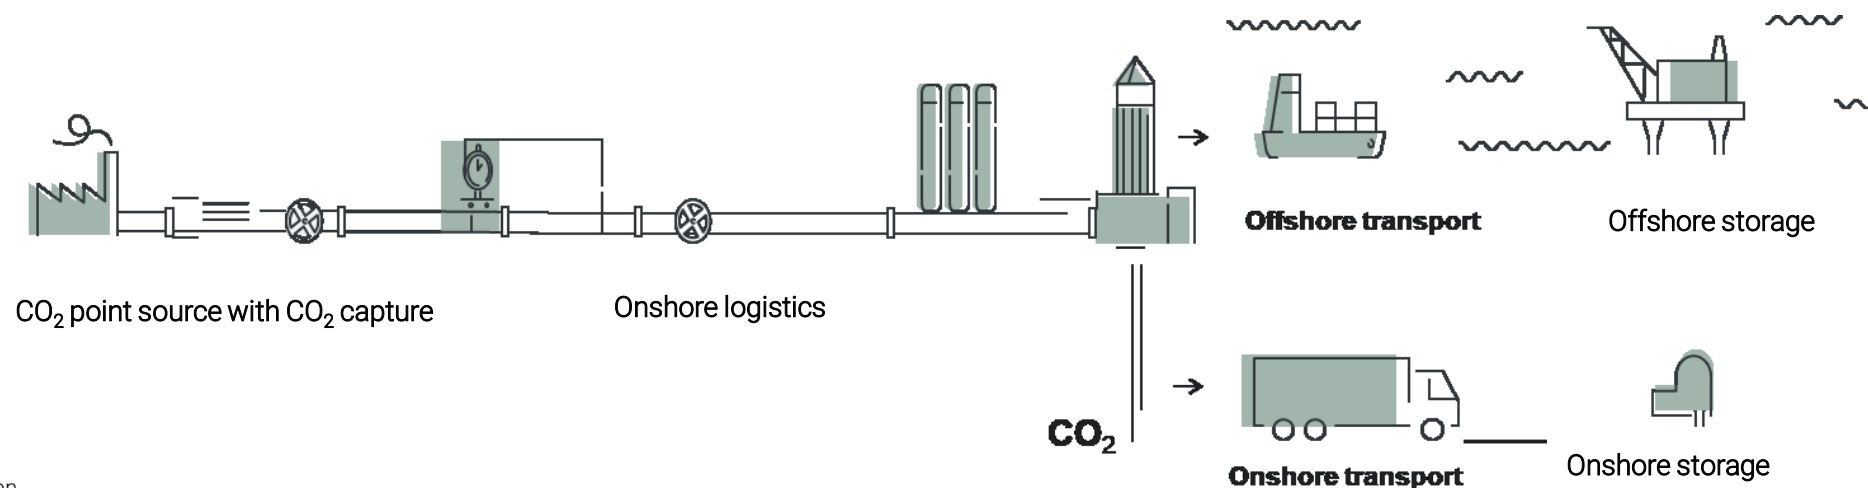 Offshore transport
Offshore storage
CO₂ point source with CO₂ capture
Onshore logistics
CO₂
Onshore transport
Onshore storage